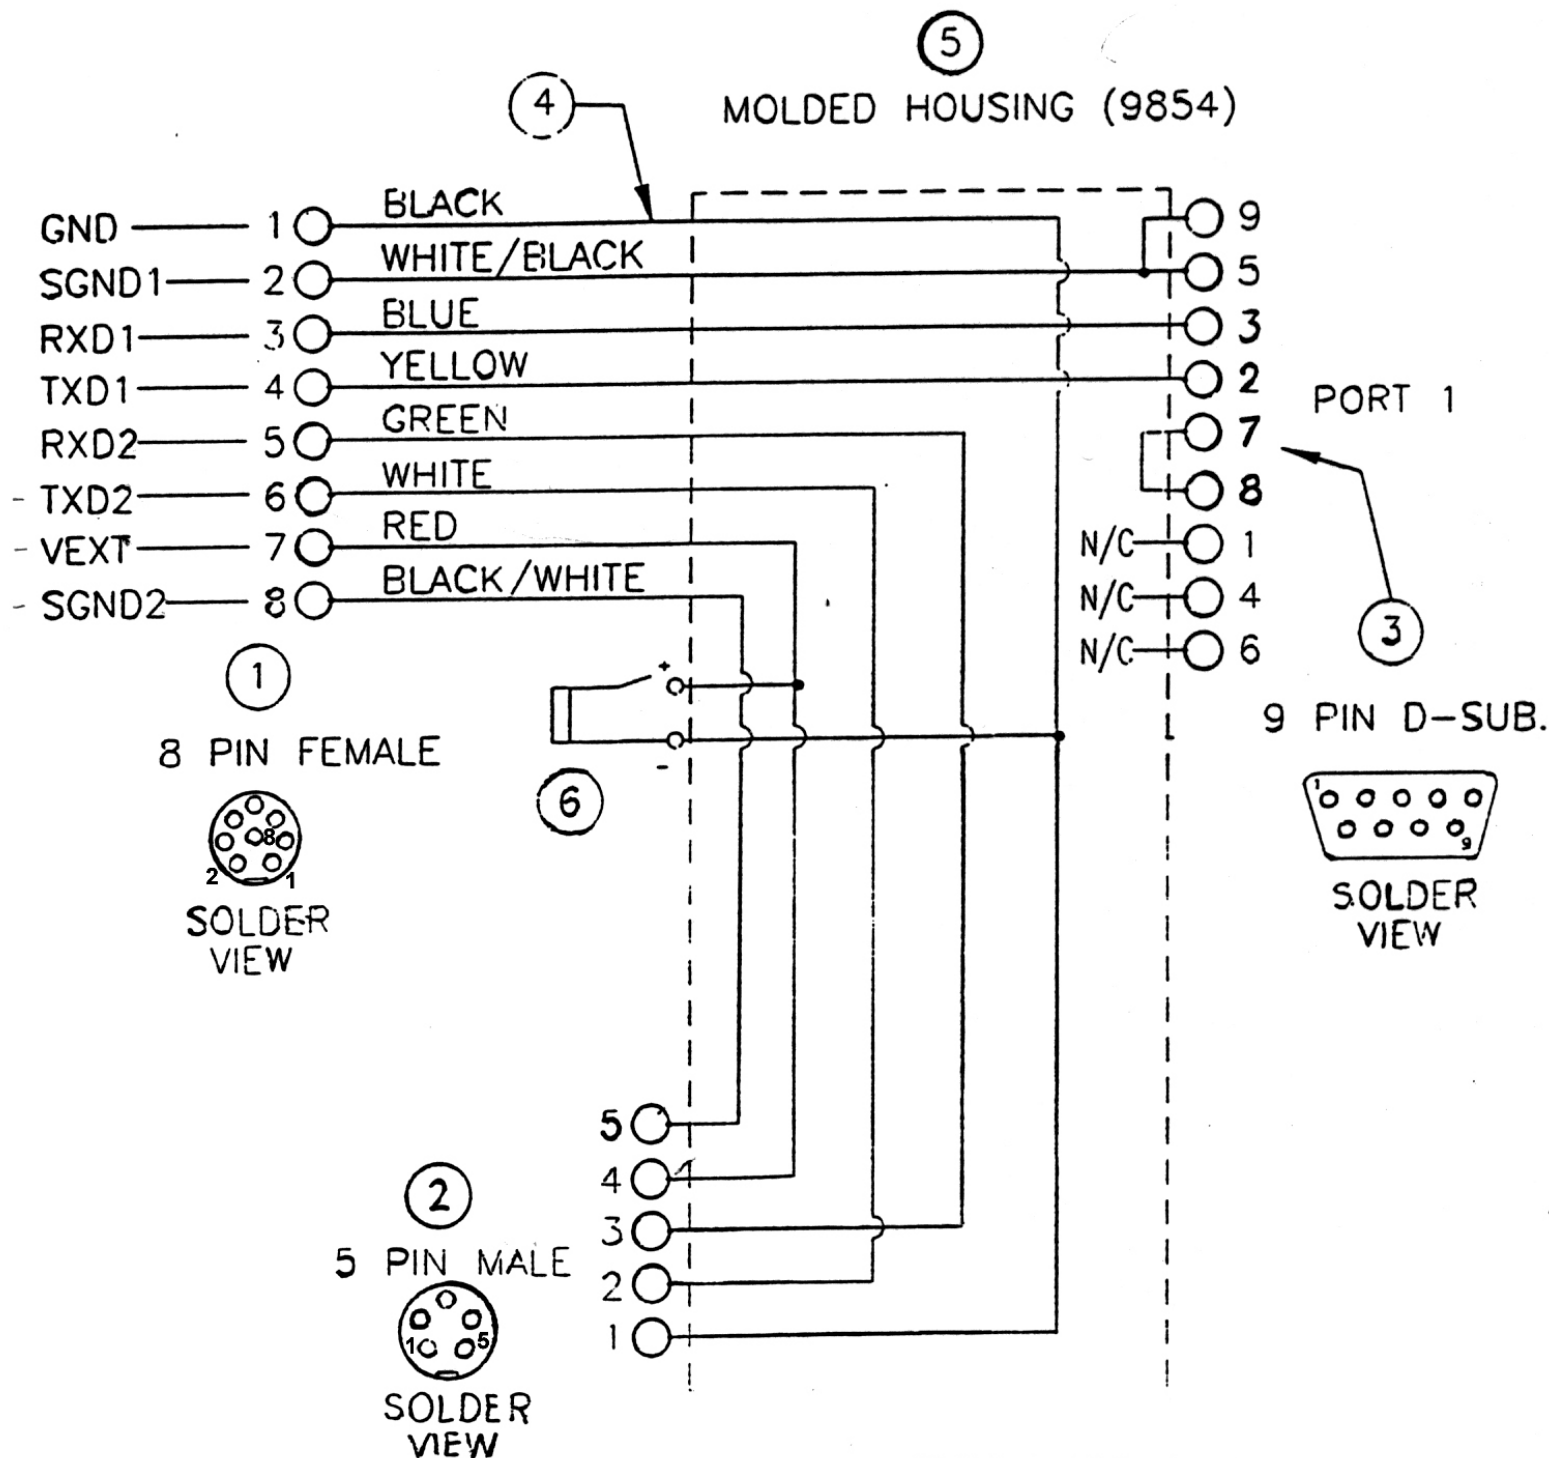 5
MOLDED HOUSING (9854)
4
GND 1 BLACK 9
SGND1 2 WHITE/BLACK 5
RXD1 3 BLUE 3
TXD1 4 YELLOW 2
PORT 1
RXD2 5 GREEN 7
TXD2 6 WHITE 8
VEXT 7 RED N/C 1
SGND2 8 BLACK/WHITE N/C 4
N/C 6
3
1
8 PIN FEMALE
8
2 1
SOLDER
VIEW
+
-
6
9 PIN D-SUB.
1
9
SOLDER
VIEW
5
4
3
2
1
2
5 PIN MALE
1 5
SOLDER
VIEW